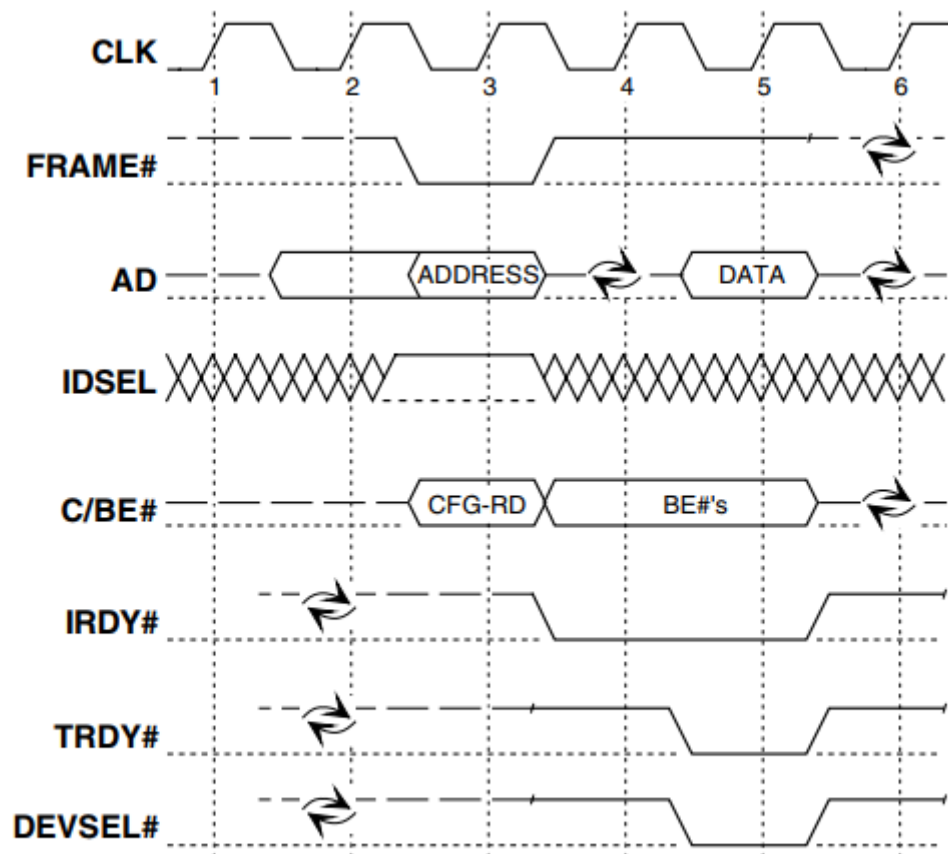 CLK
1 2 3 4 5 6
FRAME#
AD ADDRESS DATA
IDSEL
C/BE# CFG-RD BE#'s
IRDY#
TRDY#
DEVSEL#